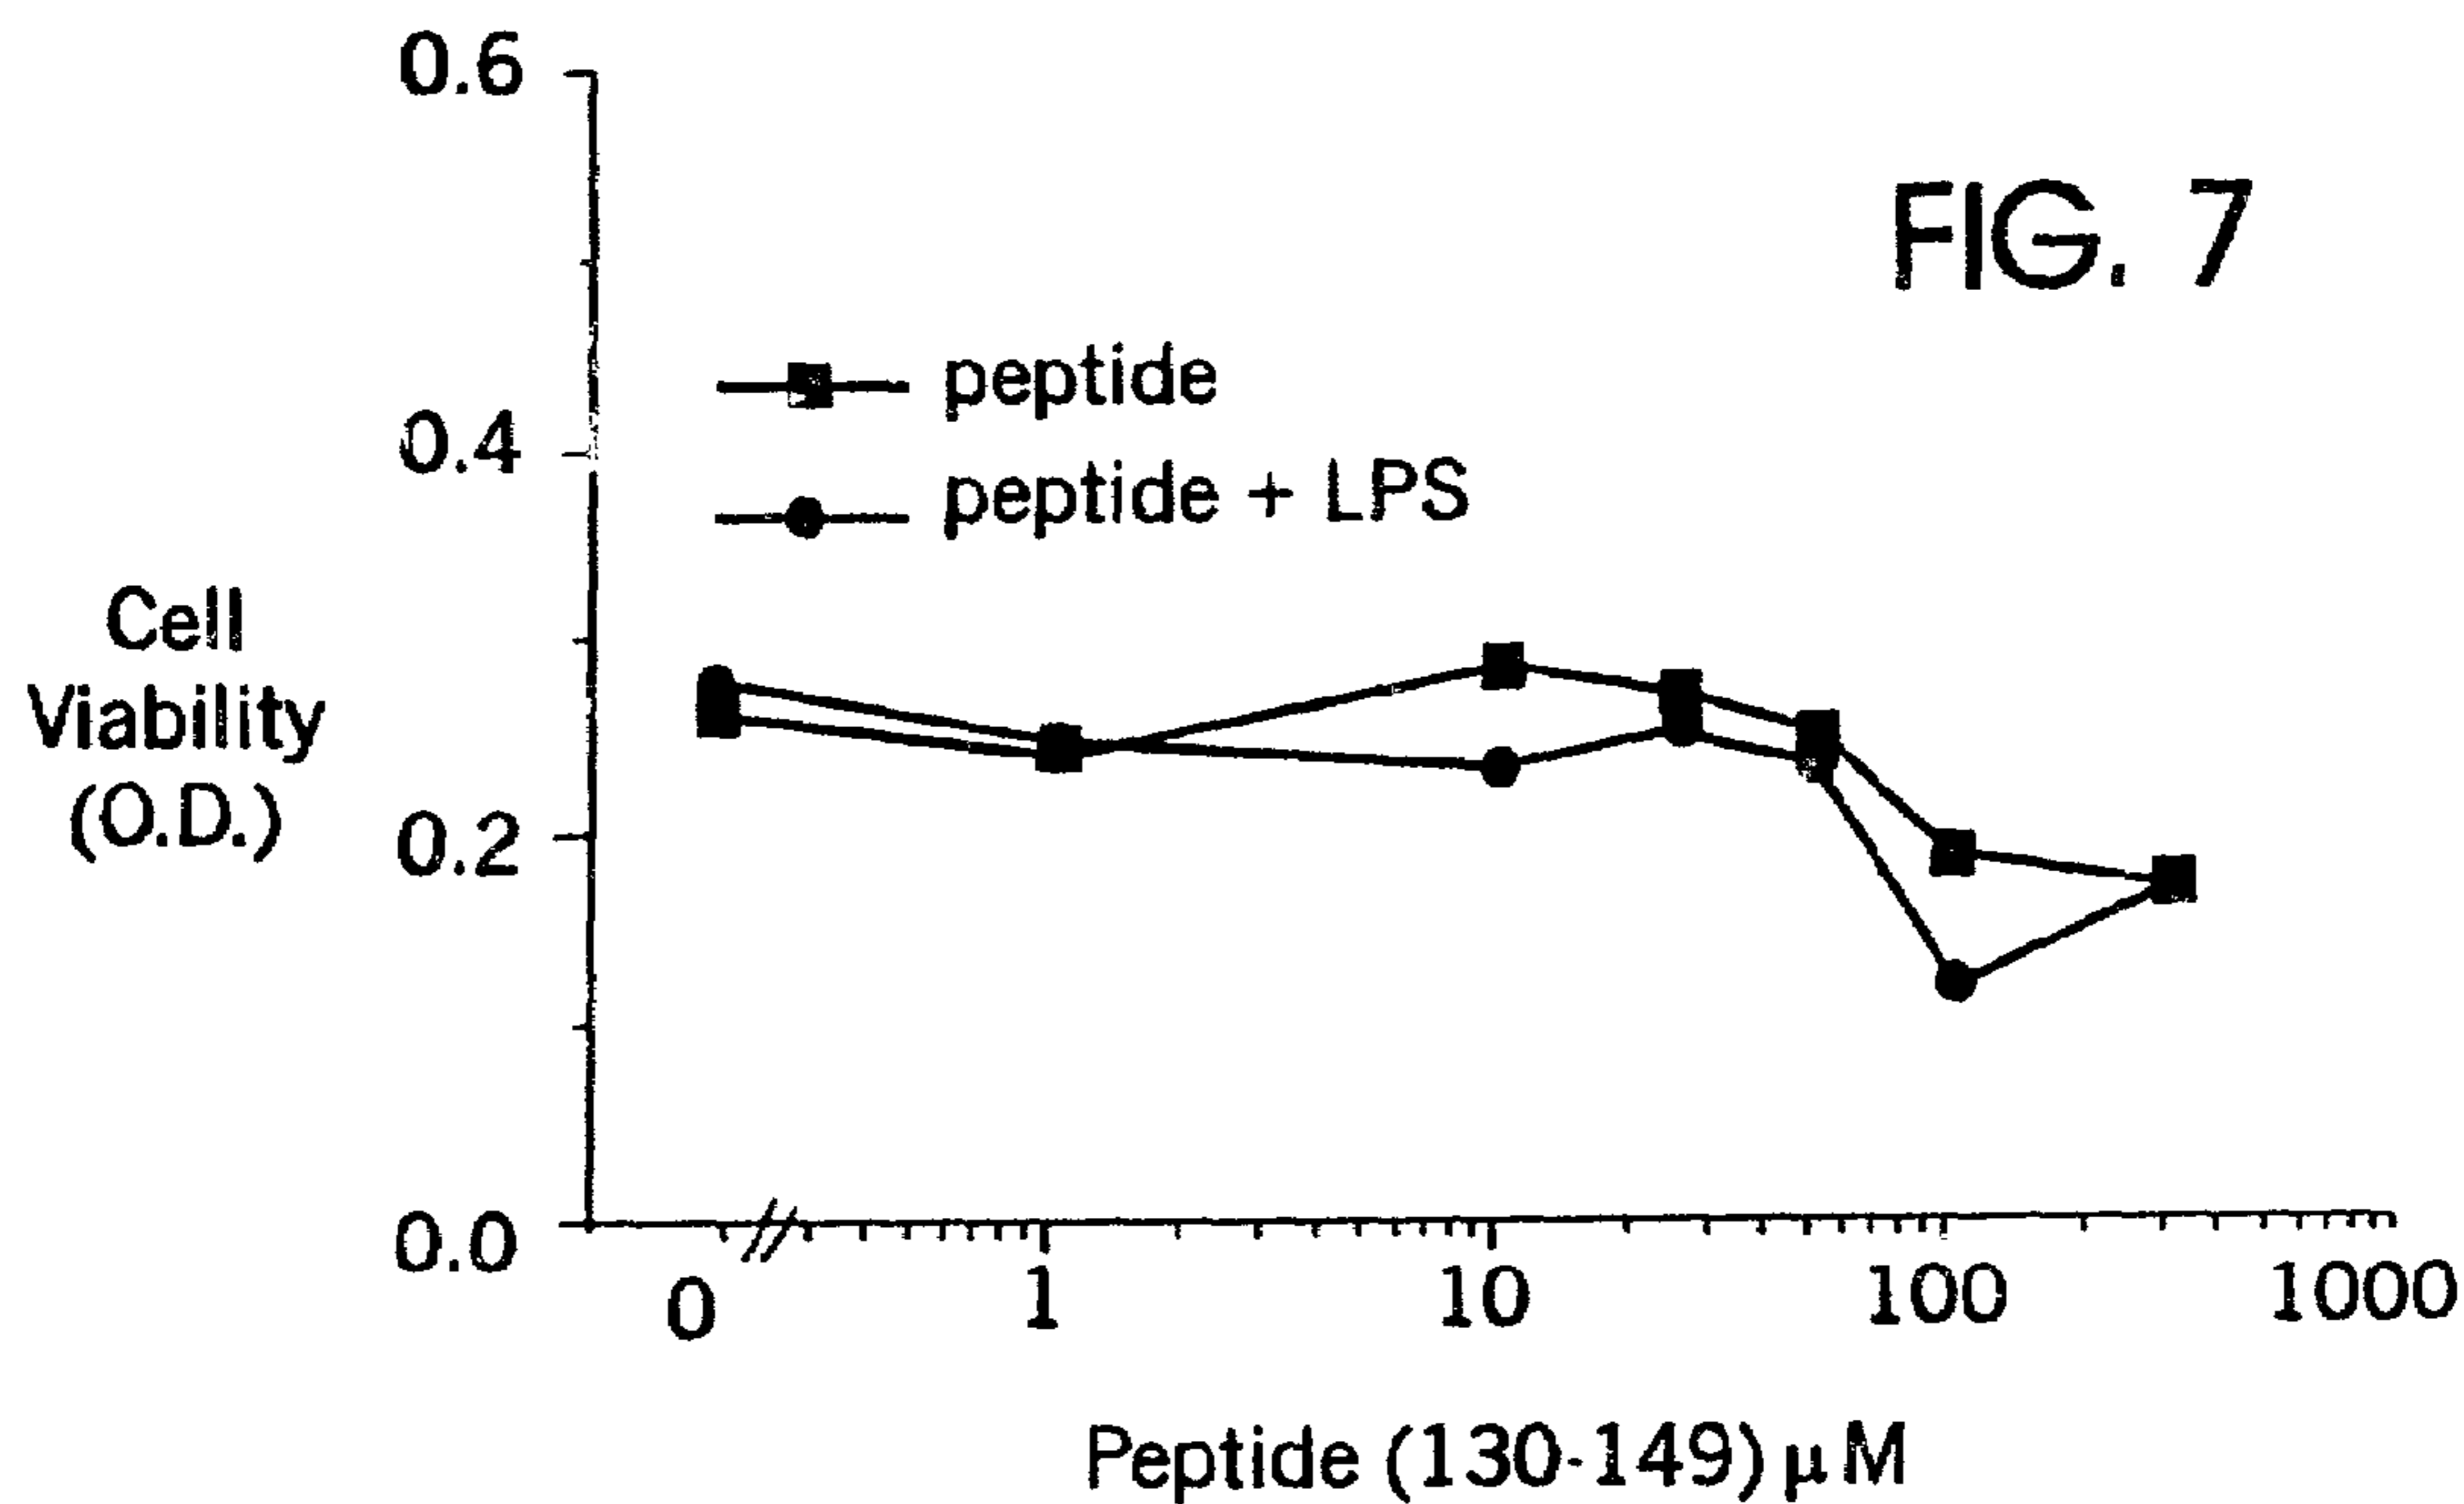 0.6
FIG. 7
peptide
0.4
peptide + LPS
Cell
Viability
(O.D.)
0.2
0.0
0 1 10 100 1000
Peptide (130-149) μM